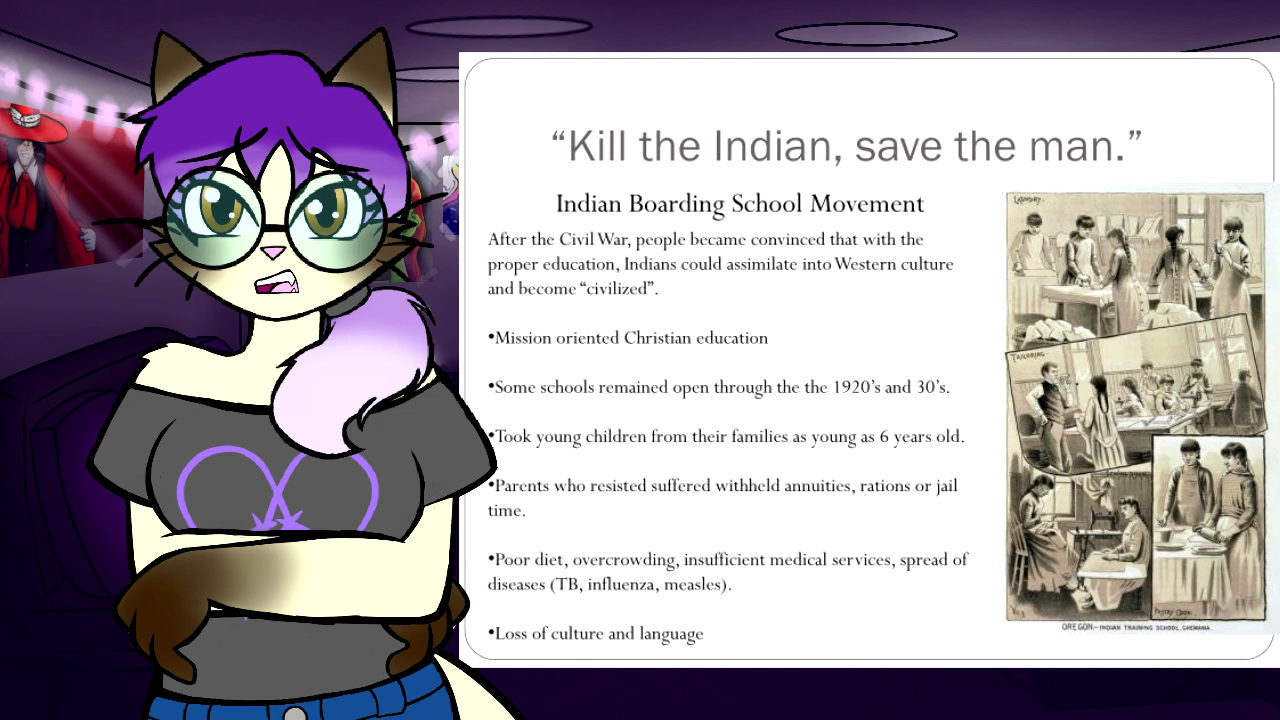 “Kill the Indian, save the man.”
Indian Boarding School Movement
After the Civil War, people became convinced that with the
proper education, Indians could assimilate into Western culture
and become “civilized”.
•Mission oriented Christian education
•Some schools remained open through the the 1920’s and 30’s.
•Took young children from their families as young as 6 years old.
•Parents who resisted suffered withheld annuities, rations or jail
time.
•Poor diet, overcrowding, insufficient medical services, spread of
diseases (TB, influenza, measles).
•Loss of culture and language
LAUNDRY.
TAILORING
PASTRY COOK
OREGON.—INDIAN TRAINING SCHOOL, CHEMAWA.